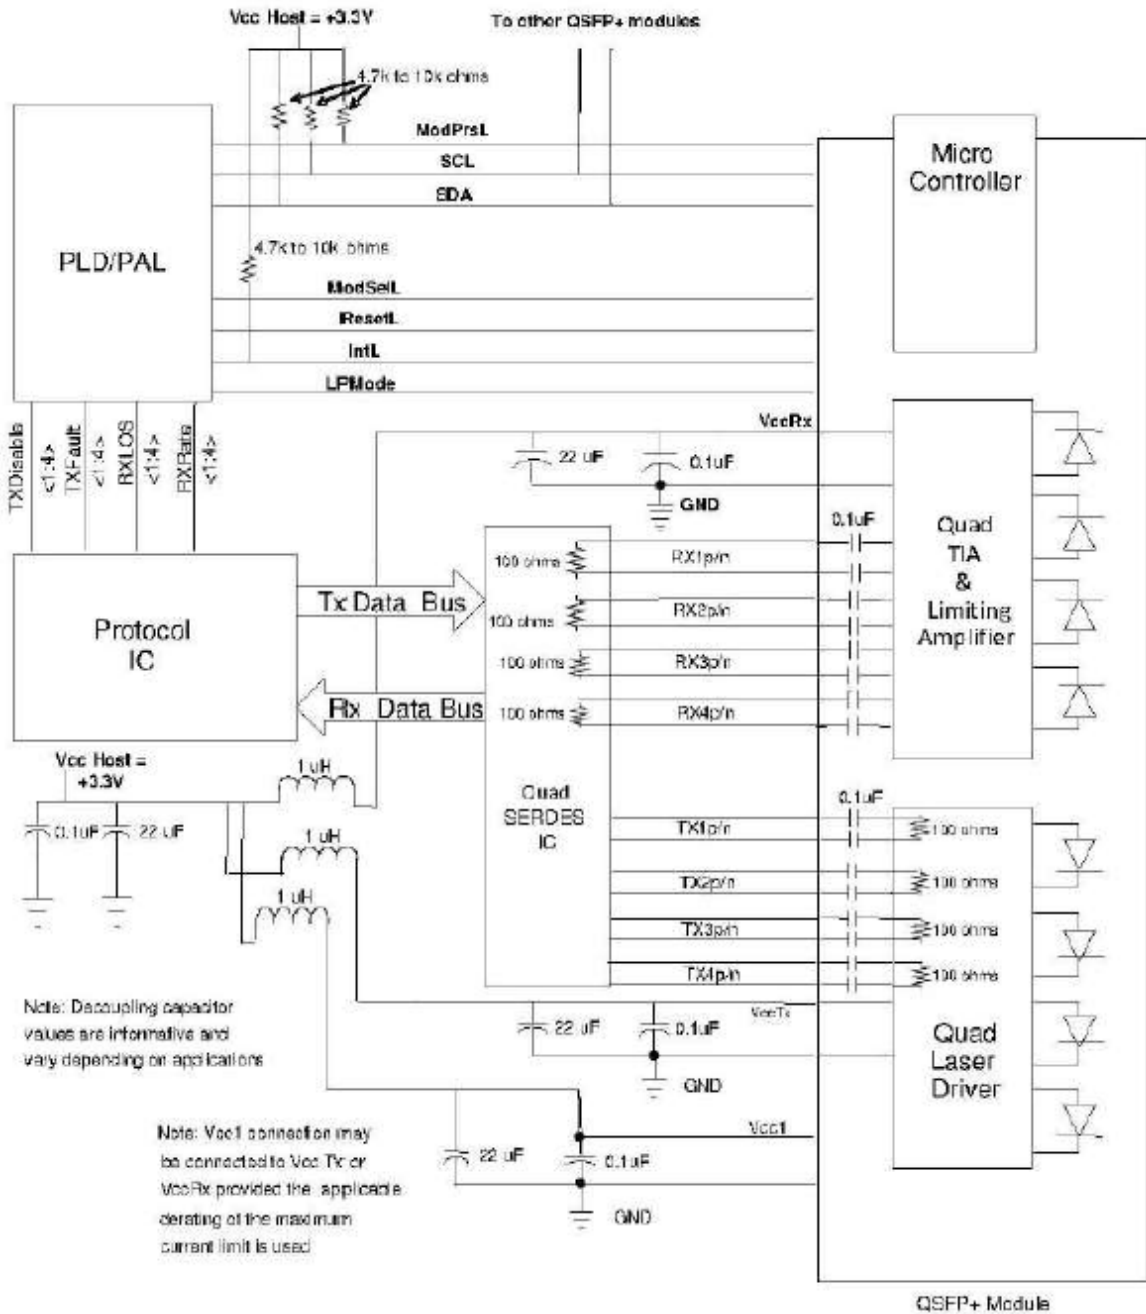 Vcc Host = +3.3V
To other QSFP+ modules
4.7k to 10k ohms
ModPrsL
SCL
SDA
Micro
Controller
PLD/PAL
4.7k to 10k ohms
ModSelL
ResetL
IntL
LPMode
TXDisable
<1:4>
TXFault
<1:4>
RXLOS
<1:4>
RXRate
<1:4>
VccRx
22 uF
0.1uF
GND
0.1uF
Quad
TIA
&
Limiting
Amplifier
100 ohms
RX1p/n
100 ohms
RX2p/n
100 ohms
RX3p/n
100 ohms
RX4p/n
Tx Data Bus
Protocol
IC
Rx Data Bus
Vcc Host =
+3.3V
1 uH
0.1uF
22 uF
1 uH
1 uH
Quad
SERDES
IC
0.1uF
TX1p/n
100 ohms
TX2p/n
100 ohms
TX3p/n
100 ohms
TX4p/n
100 ohms
Note: Decoupling capacitor
values are informative and
vary depending on applications
22 uF
0.1uF
VccTx
GND
Quad
Laser
Driver
Note: Vcc1 connection may
be connected to Vcc Tx or
VccRx provided the applicable
derating of the maximum
current limit is used
22 uF
0.1uF
Vcc1
GND
QSFP+ Module